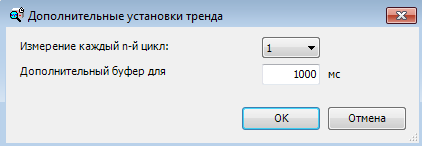 Дополнительные установки тренда
Измерение каждый n-й цикл: 1
Дополнительный буфер для 1000 мс
OK Отмена